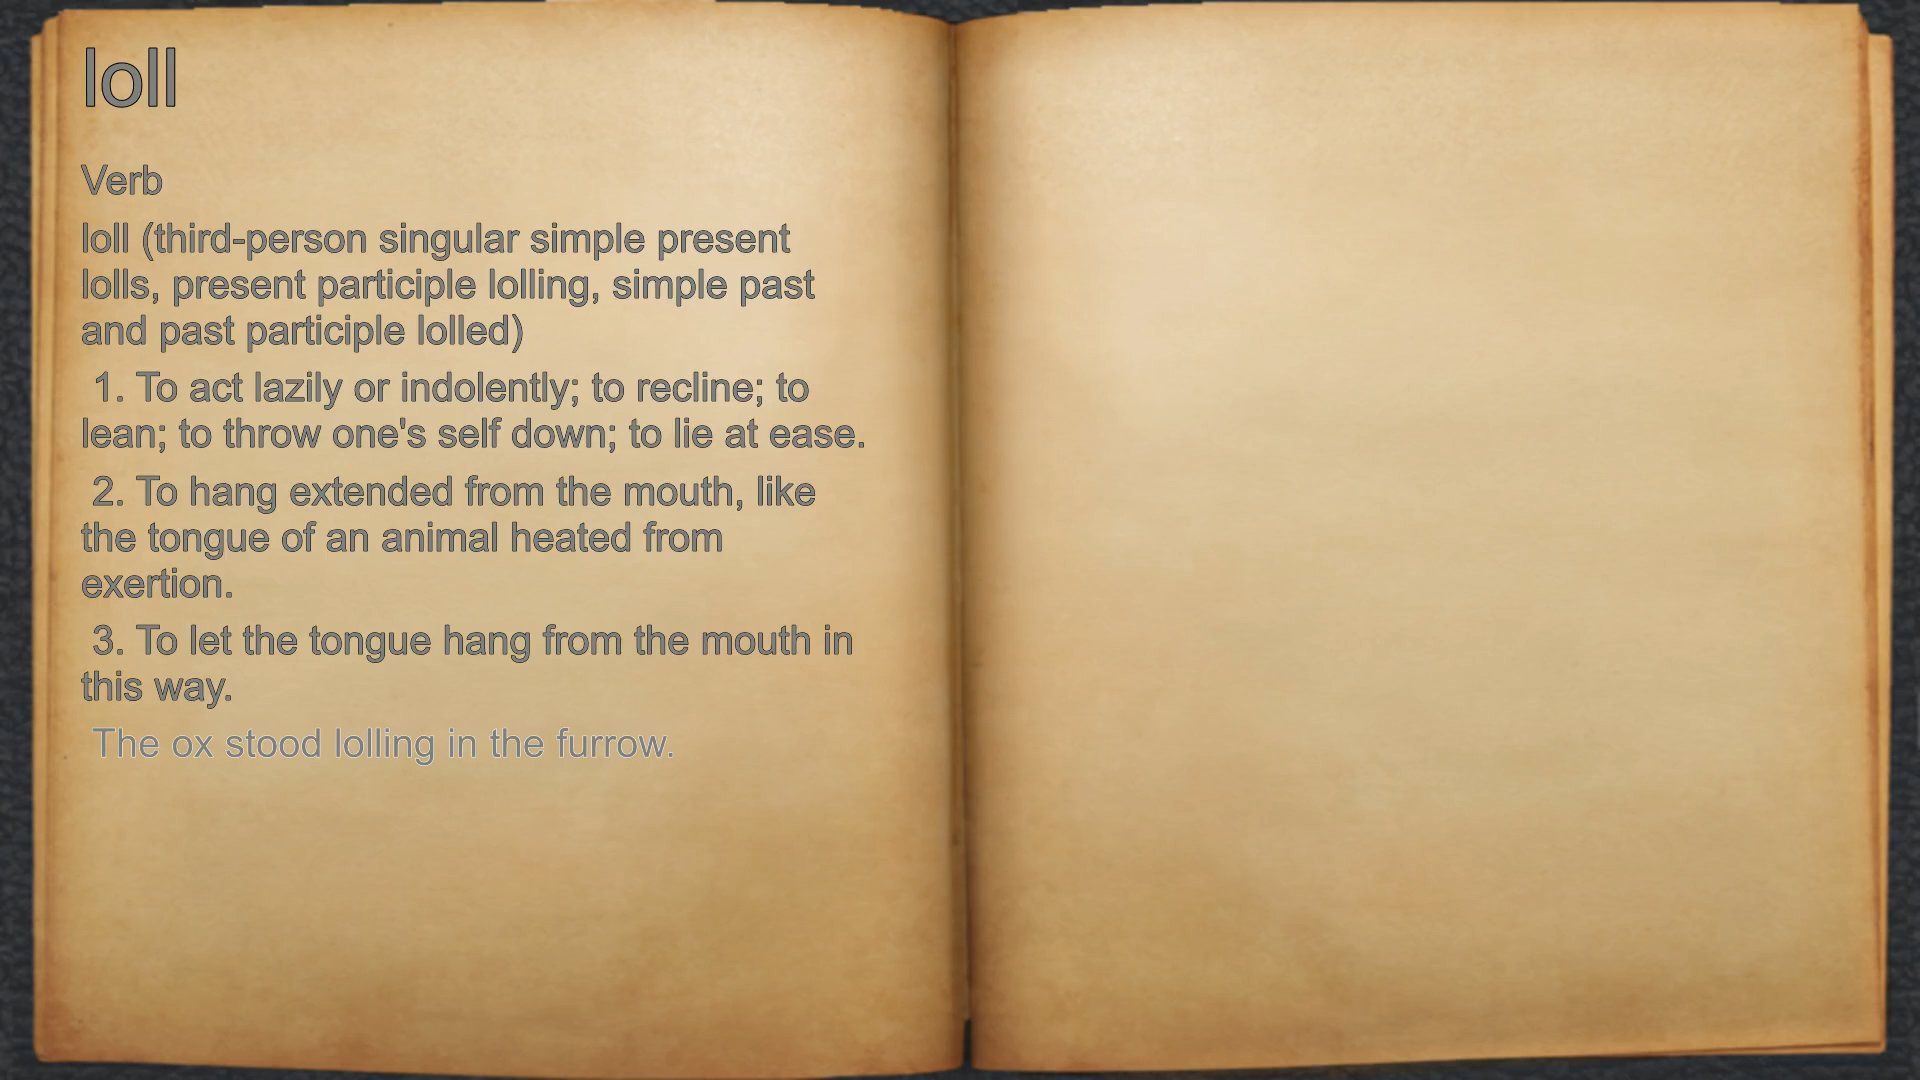 loll
Verb
loll (third-person singular simple present
lolls, present participle lolling, simple past
and past participle lolled)
1. To act lazily or indolently; to recline; to
lean; to throw one's self down; to lie at ease.
2. To hang extended from the mouth, like
the tongue of an animal heated from
exertion.
3. To let the tongue hang from the mouth in
this way.
The ox stood lolling in the furrow.